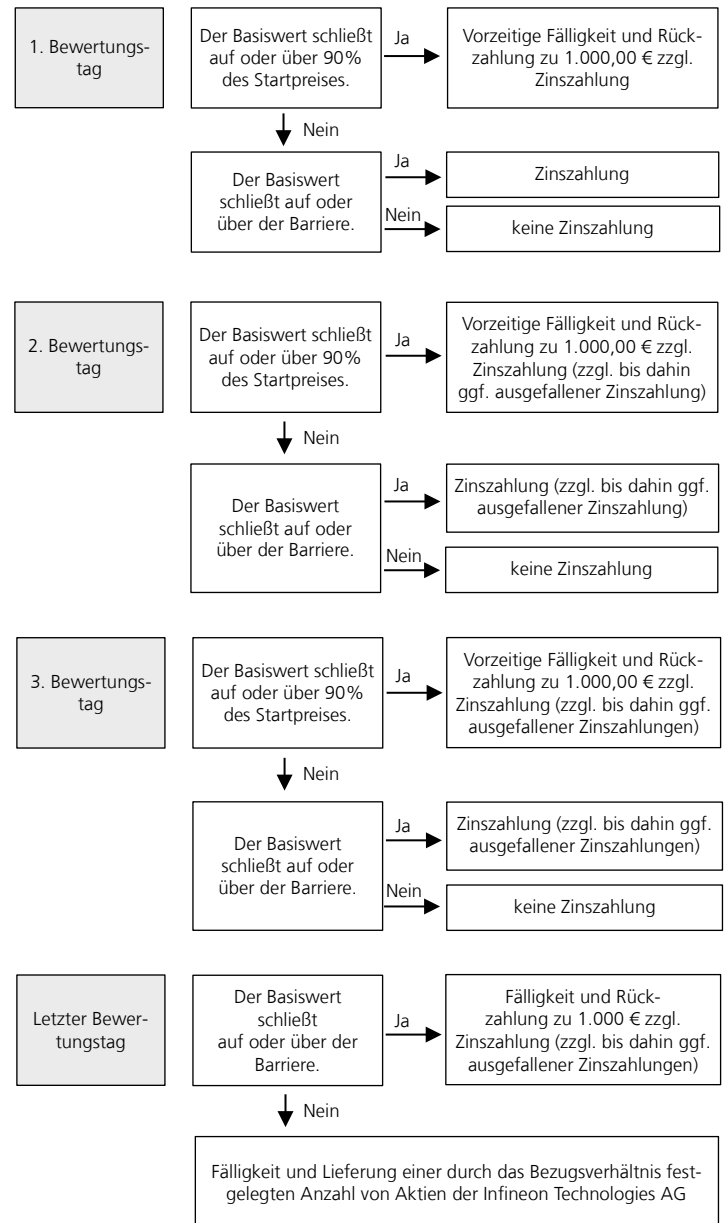 1. Bewertungs-
tag
Der Basiswert schließt
auf oder über 90%
des Startpreises.
Ja
Vorzeitige Fälligkeit und Rück-
zahlung zu 1.000,00 € zzgl.
Zinszahlung
Nein
Der Basiswert
schließt auf oder
über der Barriere.
Ja
Zinszahlung
Nein
keine Zinszahlung
2. Bewertungs-
tag
Der Basiswert schließt
auf oder über 90%
des Startpreises.
Ja
Vorzeitige Fälligkeit und Rück-
zahlung zu 1.000,00 € zzgl.
Zinszahlung (zzgl. bis dahin
ggf. ausgefallener Zinszahlung)
Nein
Der Basiswert
schließt auf oder
über der Barriere.
Ja
Zinszahlung (zzgl. bis dahin ggf.
ausgefallener Zinszahlung)
Nein
keine Zinszahlung
3. Bewertungs-
tag
Der Basiswert schließt
auf oder über 90%
des Startpreises.
Ja
Vorzeitige Fälligkeit und Rück-
zahlung zu 1.000,00 € zzgl.
Zinszahlung (zzgl. bis dahin ggf.
ausgefallener Zinszahlungen)
Nein
Der Basiswert
schließt auf oder
über der Barriere.
Ja
Zinszahlung (zzgl. bis dahin ggf.
ausgefallener Zinszahlungen)
Nein
keine Zinszahlung
Letzter Bewer-
tungstag
Der Basiswert
schließt
auf oder über der
Barriere.
Ja
Fälligkeit und Rück-
zahlung zu 1.000 € zzgl.
Zinszahlung (zzgl. bis dahin ggf.
ausgefallener Zinszahlungen)
Nein
Fälligkeit und Lieferung einer durch das Bezugsverhältnis fest-
gelegten Anzahl von Aktien der Infineon Technologies AG